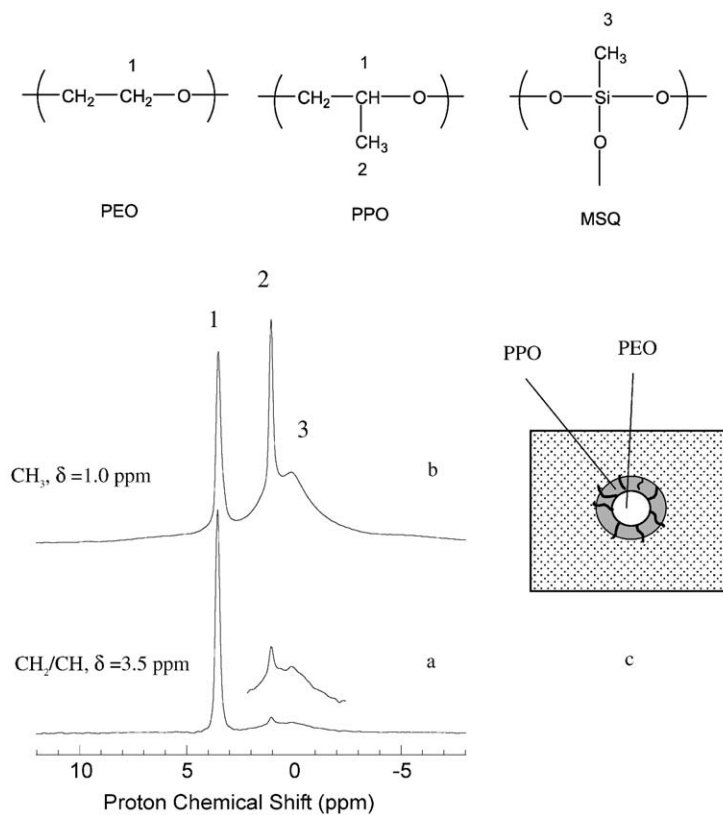 1
CH2 CH2 O
PEO
1
CH2 CH O
CH3
2
PPO
3
CH3
O Si O
O
MSQ
2
1
3
CH3, δ =1.0 ppm
b
CH2/CH, δ =3.5 ppm
a
10 5 0 -5
Proton Chemical Shift (ppm)
PPO
PEO
c